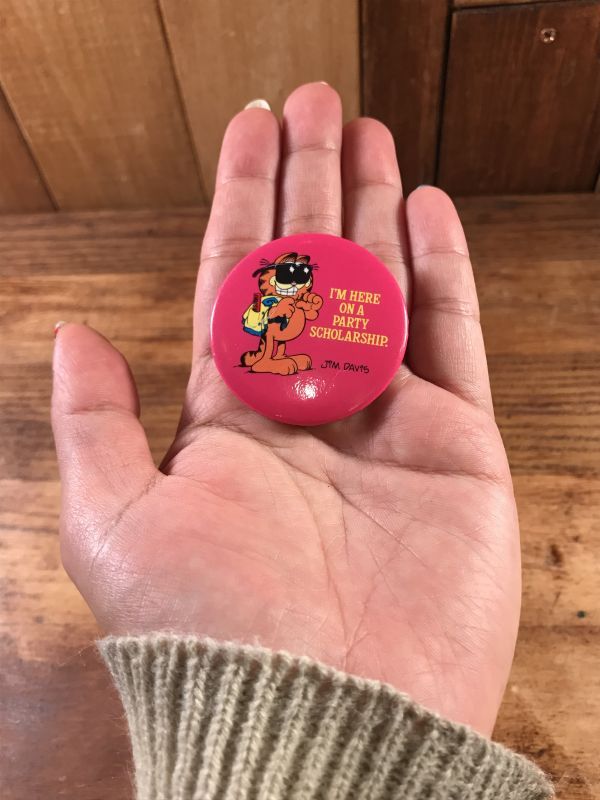 I'M HERE
ON A
PARTY
SCHOLARSHIP.
JIM DAVIS